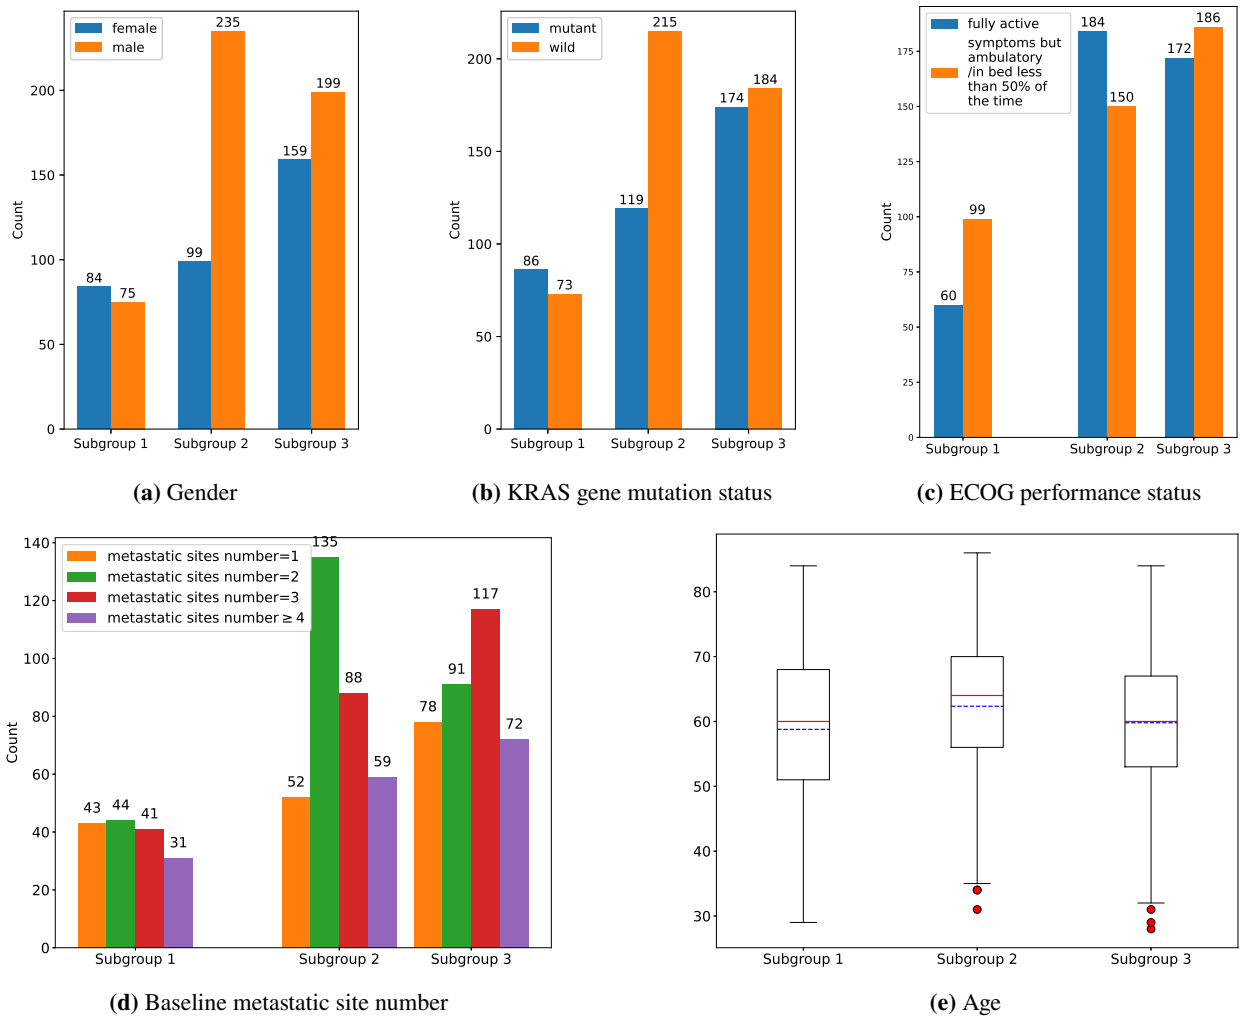 female
male
Count
0
50
100
150
200
84
75
99
235
159
199
Subgroup 1
Subgroup 2
Subgroup 3
(a) Gender
mutant
wild
Count
0
50
100
150
200
86
73
119
215
174
184
Subgroup 1
Subgroup 2
Subgroup 3
(b) KRAS gene mutation status
fully active
symptoms but
ambulatory
/in bed less
than 50% of
the time
Count
0
25
50
75
100
125
150
175
60
99
184
150
172
186
Subgroup 1
Subgroup 2
Subgroup 3
(c) ECOG performance status
metastatic sites number=1
metastatic sites number=2
metastatic sites number=3
metastatic sites number ≥ 4
Count
0
20
40
60
80
100
120
140
43
44
41
31
52
135
88
59
78
91
117
72
Subgroup 1
Subgroup 2
Subgroup 3
(d) Baseline metastatic site number
30
40
50
60
70
80
Subgroup 1
Subgroup 2
Subgroup 3
(e) Age